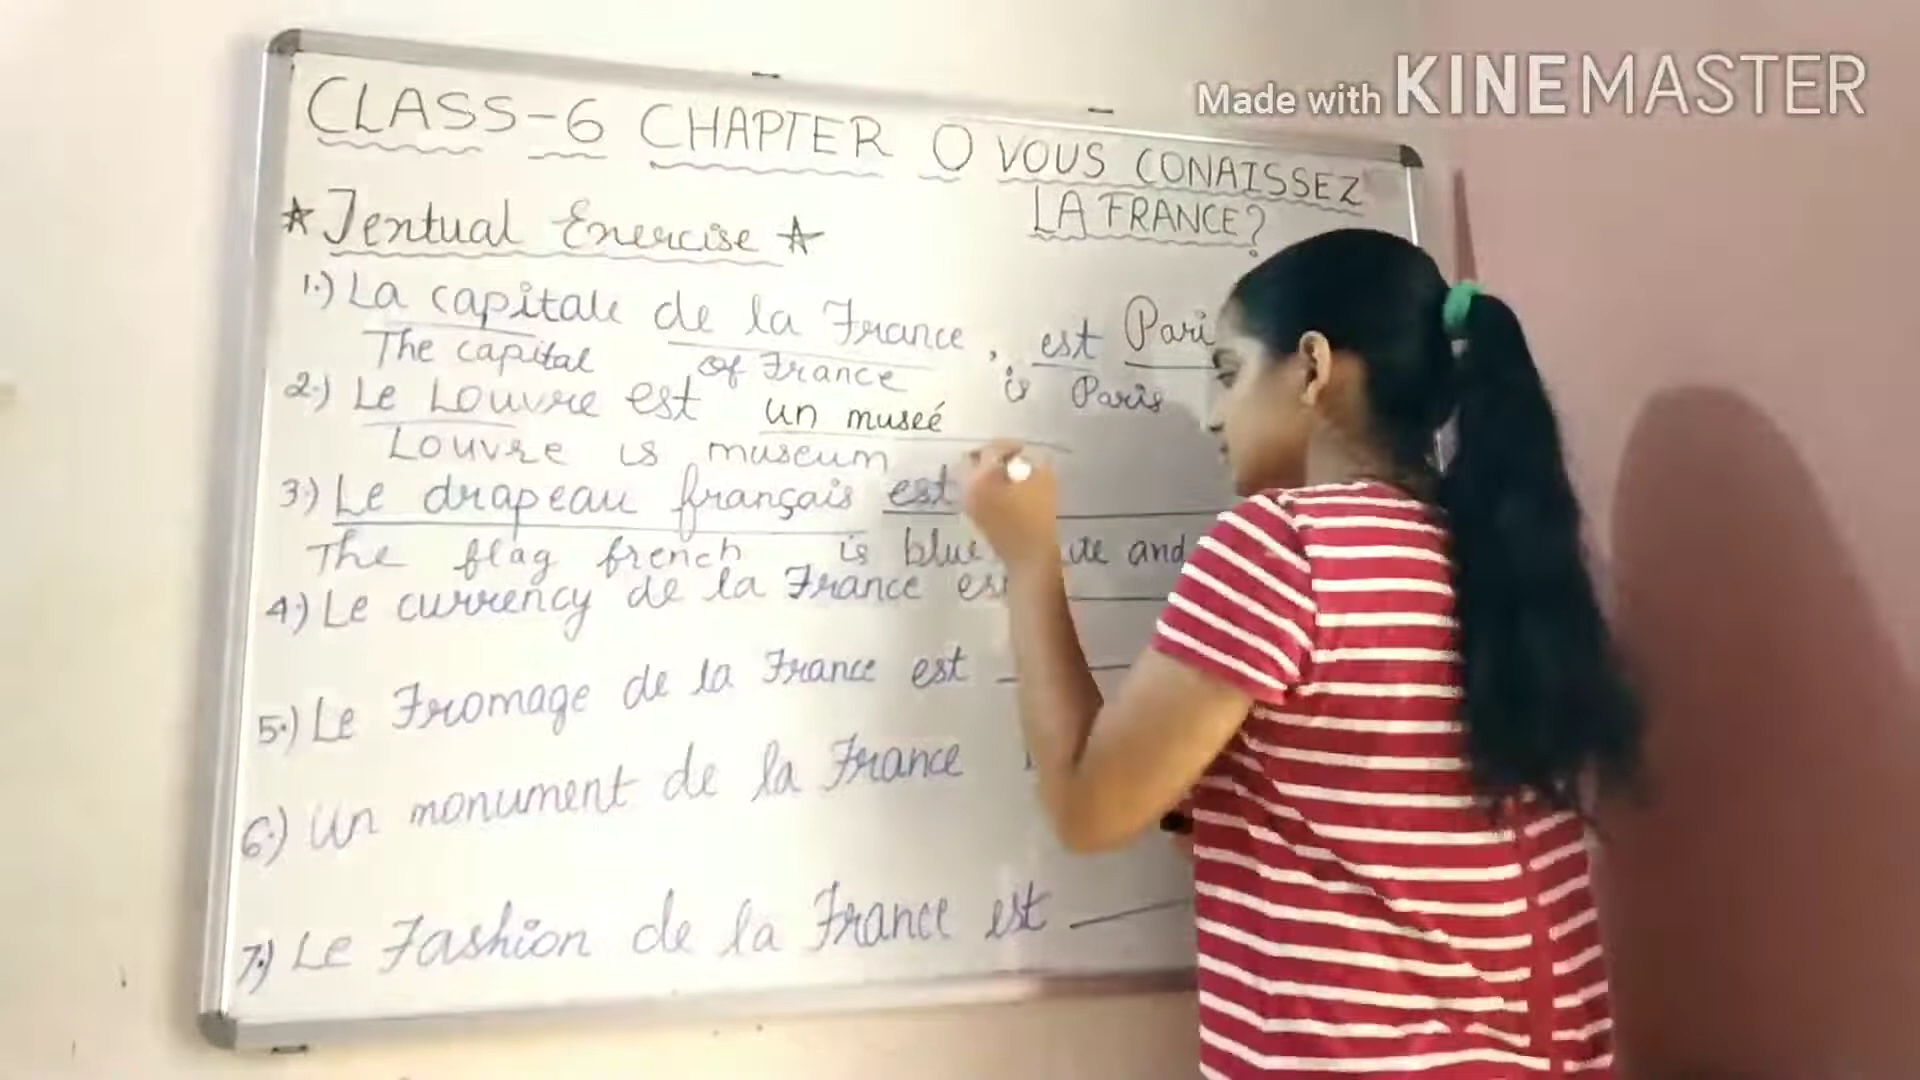 Made with KINEMASTER
CLASS-6 CHAPTER 0 VOUS CONAISSEZ
LA FRANCE?
★ Textual Exercise ★
1.) La capitale de la France, est
The capital of France is Paris
2.) Le Louvre est un museé
Louvre is museum
3.) Le drapeau français est
The flag french is blue and
4.) Le currency de la France
5.) Le Fromage de la France est
6.) Un monument de la France
7.) Le Fashion de la France est